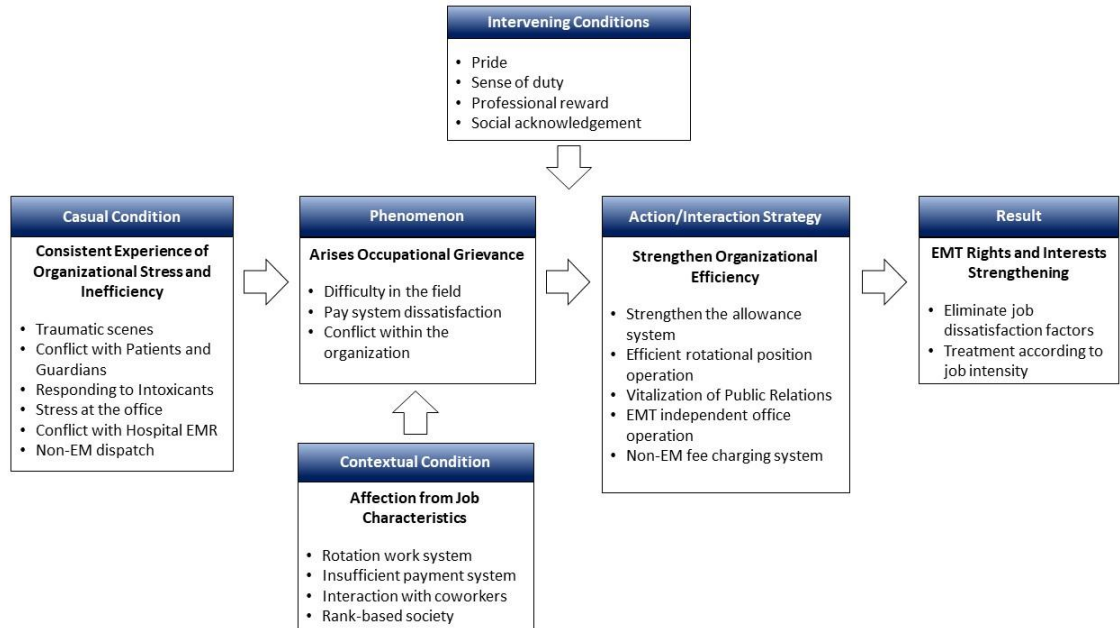 Intervening Conditions
• Pride
• Sense of duty
• Professional reward
• Social acknowledgement
Casual Condition
Consistent Experience of
Organizational Stress and
Inefficiency
• Traumatic scenes
• Conflict with Patients and
Guardians
• Responding to Intoxicants
• Stress at the office
• Conflict with Hospital EMR
• Non-EM dispatch
Phenomenon
Arises Occupational Grievance
• Difficulty in the field
• Pay system dissatisfaction
• Conflict within the
organization
Contextual Condition
Affection from Job
Characteristics
• Rotation work system
• Insufficient payment system
• Interaction with coworkers
• Rank-based society
Action/Interaction Strategy
Strengthen Organizational
Efficiency
• Strengthen the allowance
system
• Efficient rotational position
operation
• Vitalization of Public Relations
• EMT independent office
operation
• Non-EM fee charging system
Result
EMT Rights and Interests
Strengthening
• Eliminate job
dissatisfaction factors
• Treatment according to
job intensity